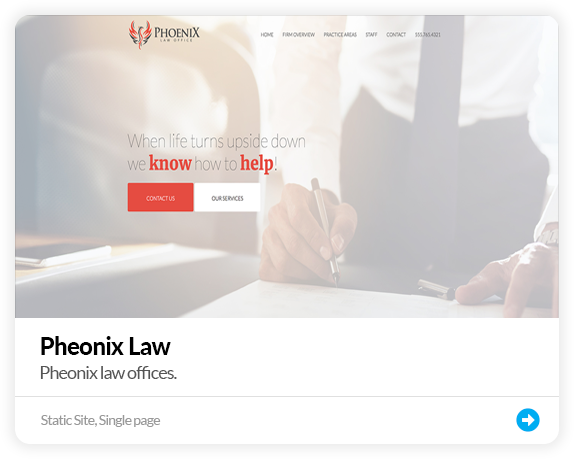 PHOENIX
LAW OFFICE
HOME FIRM OVERVIEW PRACTICE AREAS STAFF CONTACT 555.765.4321
When life turns upside down
we know how to help!
CONTACT US OUR SERVICES
Pheonix Law
Pheonix law offices.
Static Site, Single page